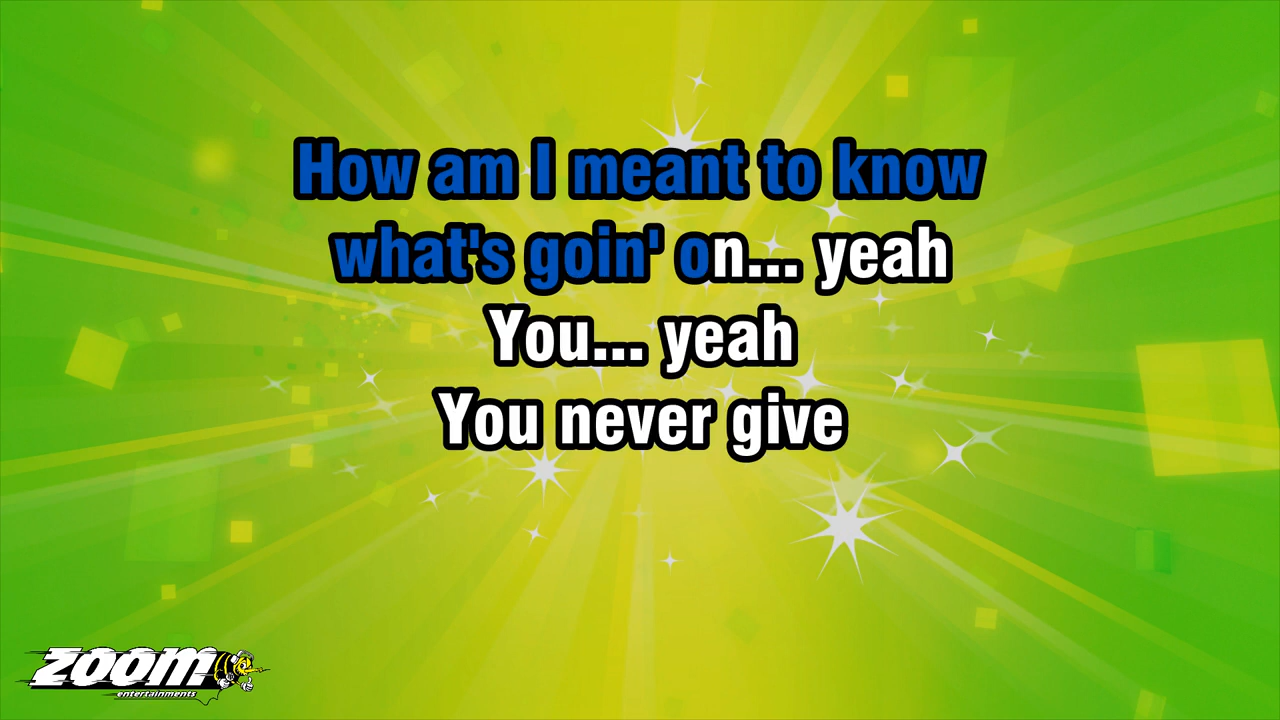 How am I meant to know
what's goin' on... yeah
You... yeah
You never give
zoom
entertainments